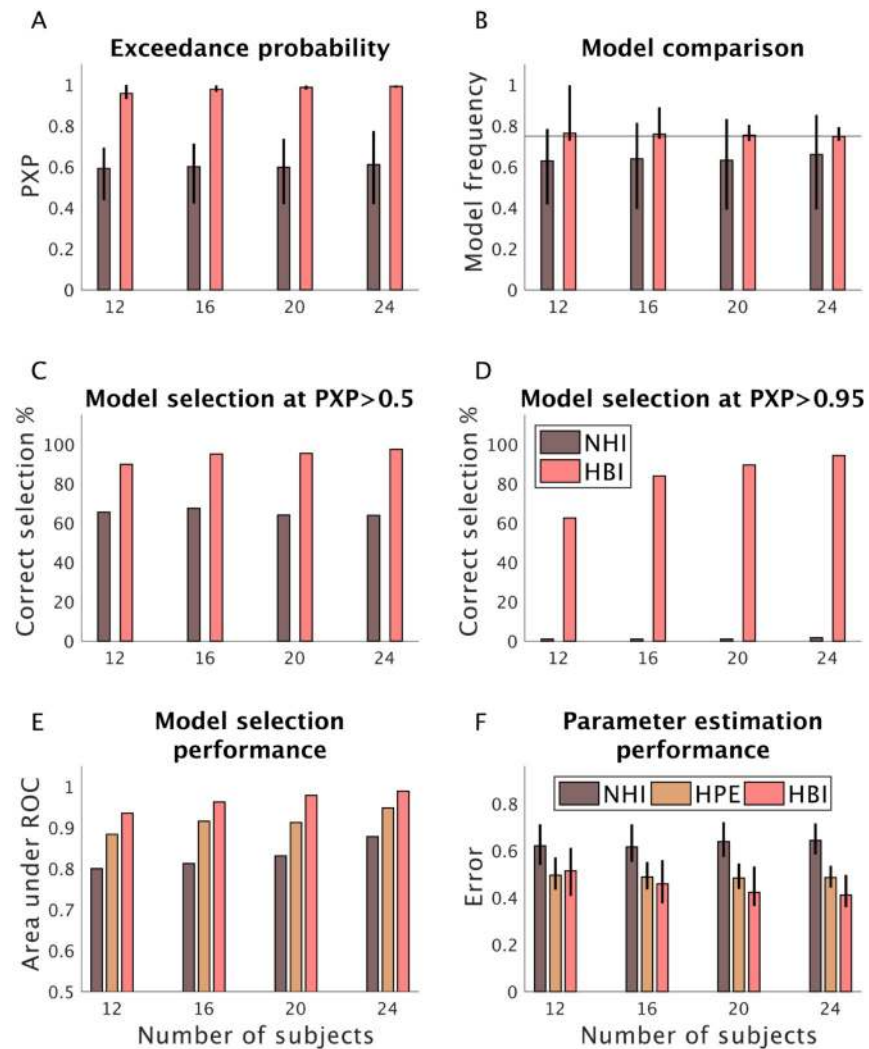 A
Exceedance probability
PXP
1
0.8
0.6
0.4
0.2
0
12 16 20 24
B
Model comparison
Model frequency
1
0.8
0.6
0.4
0.2
0
12 16 20 24
C
Model selection at PXP>0.5
Correct selection %
100
80
60
40
20
0
12 16 20 24
D
Model selection at PXP>0.95
Correct selection %
100
80
60
40
20
0
NHI
HBI
12 16 20 24
E
Model selection
performance
Area under ROC
1
0.9
0.8
0.7
0.6
0.5
12 16 20 24
Number of subjects
F
Parameter estimation
performance
Error
0.8
0.6
0.4
0.2
0
NHI HPE HBI
12 16 20 24
Number of subjects